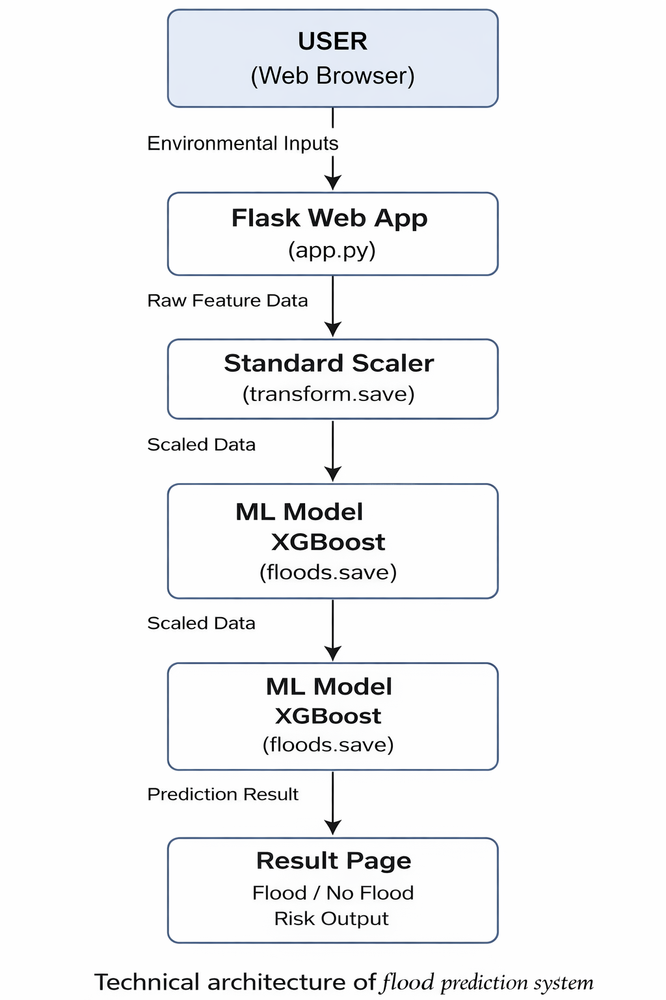 USER
(Web Browser)
Environmental Inputs
Flask Web App
(app.py)
Raw Feature Data
Standard Scaler
(transform.save)
Scaled Data
ML Model
XGBoost
(floods.save)
Scaled Data
ML Model
XGBoost
(floods.save)
Prediction Result
Result Page
Flood / No Flood
Risk Output
Technical architecture of flood prediction system